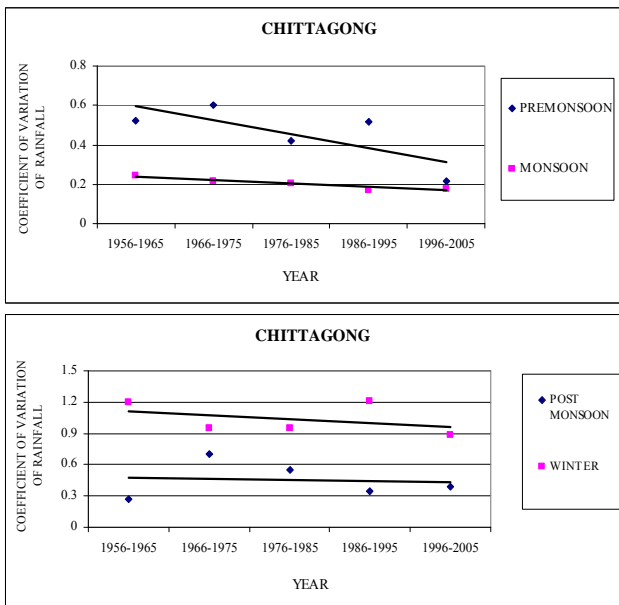 CHITTAGONG
COEFFICIENT OF VARIATION
OF RAINFALL
0.8
0.6
0.4
0.2
0
1956-1965 1966-1975 1976-1985 1986-1995 1996-2005
YEAR
PREMONSOON
MONSOON
CHITTAGONG
COEFFICIENT OF VARIATION
OF RAINFALL
1.5
1.2
0.9
0.6
0.3
0
1956-1965 1966-1975 1976-1985 1986-1995 1996-2005
YEAR
POST
MONSOON
WINTER